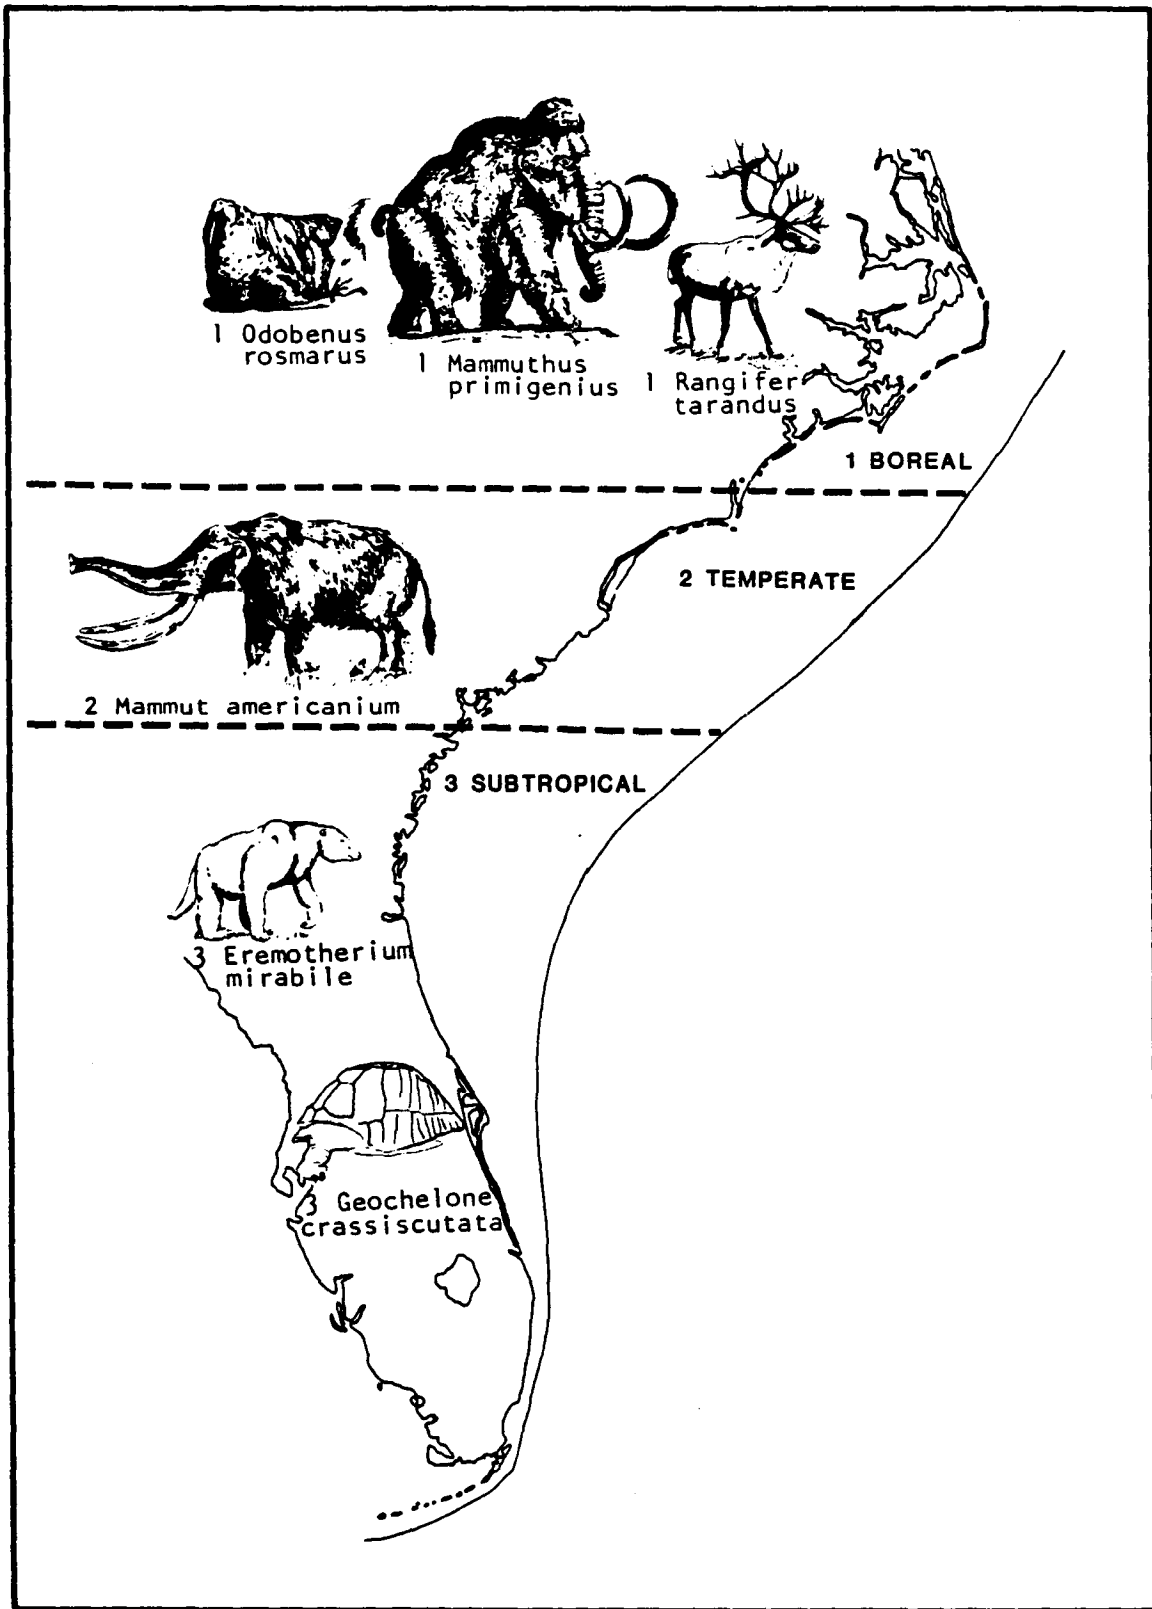 1 Odobenus
rosmarus
1 Mammuthus
primigenius
1 Rangifer
tarandus
1 BOREAL
2 TEMPERATE
2 Mammut americanium
3 SUBTROPICAL
3 Eremotherium
mirabile
3 Geochelone
crassiscutata